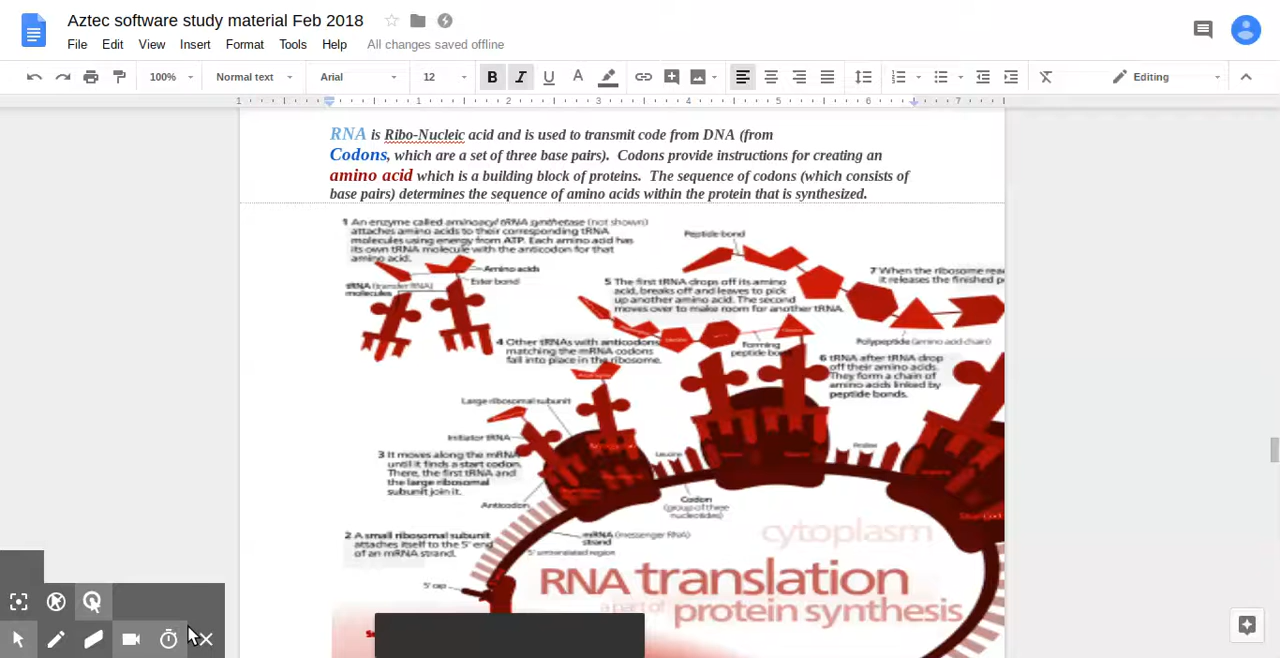 Aztec software study material Feb 2018
File Edit View Insert Format Tools Help All changes saved offline
100% Normal text Arial 12 B I U A Editing
1 1 2 3 4 5 6 7
RNA is Ribo-Nucleic acid and is used to transmit code from DNA (from
Codons, which are a set of three base pairs). Codons provide instructions for creating an
amino acid which is a building block of proteins. The sequence of codons (which consists of
base pairs) determines the sequence of amino acids within the protein that is synthesized.
1 An enzyme called aminoacyl tRNA synthetase (not shown)
attaches amino acids to their corresponding tRNA
molecules using energy from ATP. Each amino acid has
its own tRNA molecule with the anticodon for that
amino acid.
Amino acids
Ester bond
tRNA (transfer RNA)
molecules
Peptide bond
5 The first tRNA drops off its amino
acid, breaks off and leaves to pick
up another amino acid. The second
moves over to make room for another tRNA.
7 When the ribosome rea
it releases the finished p
4 Other tRNAs with anticodons
matching the mRNA codons
fall into place in the ribosome.
Forming
peptide bond
Polypeptide (amino acid chain)
6 tRNA after tRNA drop
off their amino acids.
They form a chain of
amino acids linked by
peptide bonds.
Large ribosomal subunit
Initiator tRNA
3 It moves along the mRNA
until it finds a start codon.
There, the first tRNA and
the large ribosomal
subunit join it.
Anticodon
Leucine
Codon
(group of three
nucleotides)
2 A small ribosomal subunit
attaches itself to the 5' end
of an mRNA strand.
mRNA (messenger RNA)
strand
5' untranslated region
5' cap
cytoplasm
RNA translation
a part of protein synthesis